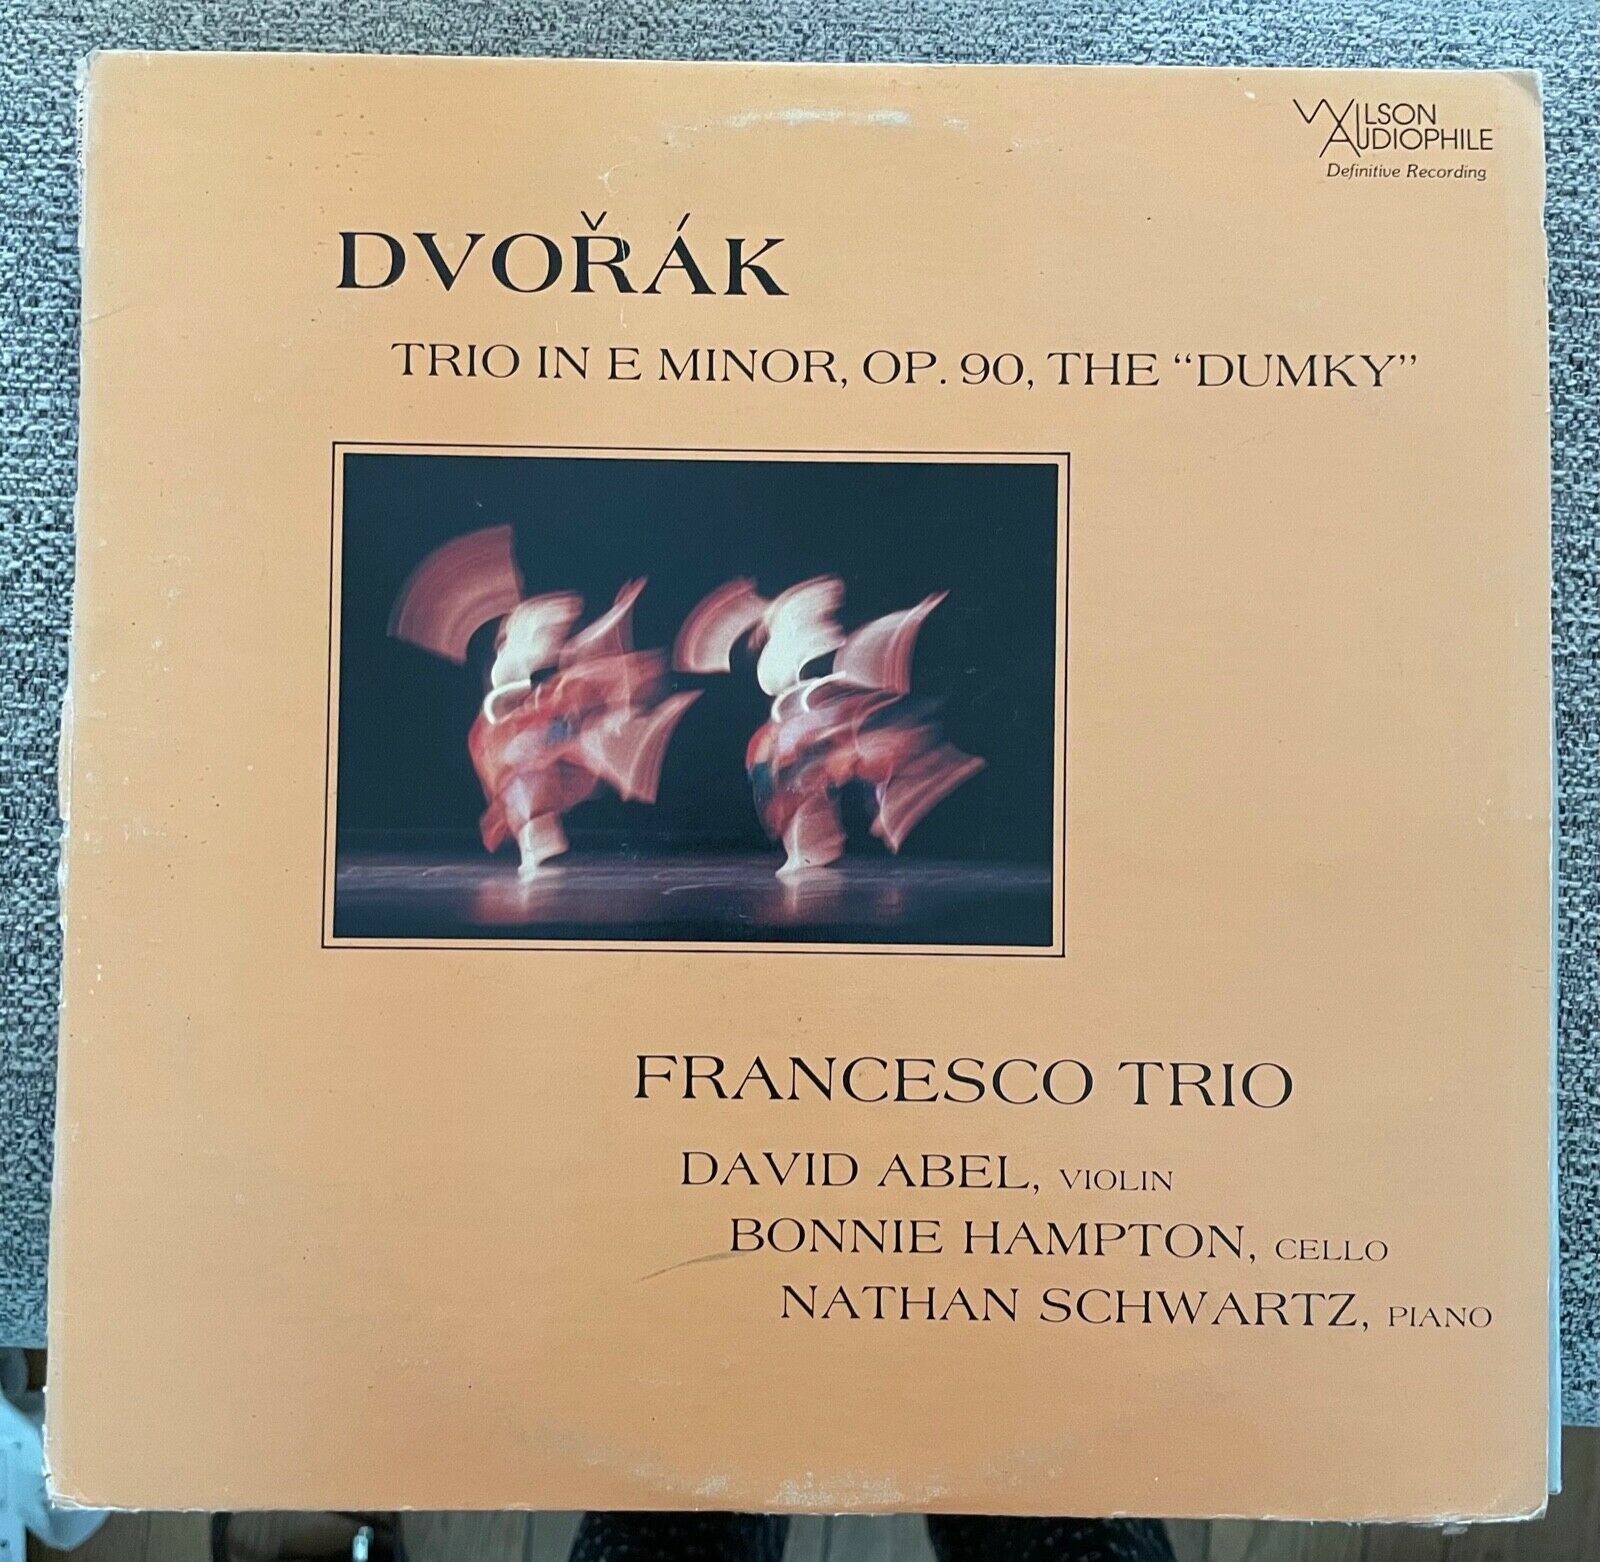 WILSON
AUDIOPHILE
Definitive Recording
DVOŘÁK
TRIO IN E MINOR, OP. 90, THE “DUMKY”
FRANCESCO TRIO
DAVID ABEL, VIOLIN
BONNIE HAMPTON, CELLO
NATHAN SCHWARTZ, PIANO